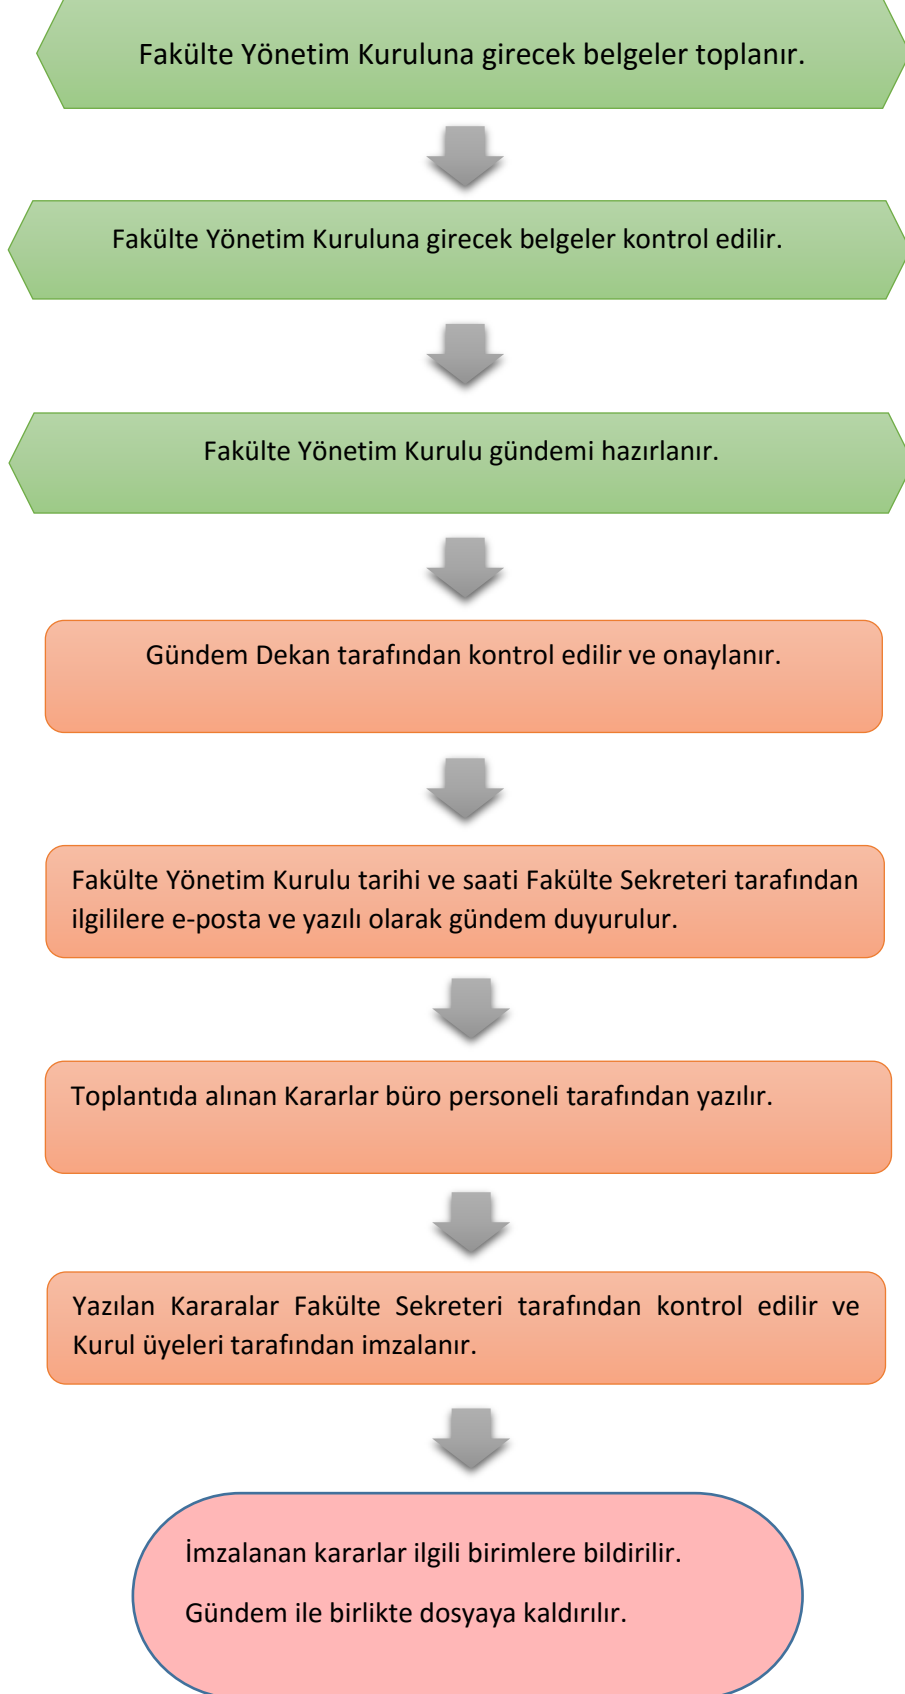 Fakülte Yönetim Kuruluna girecek belgeler toplanır.
Fakülte Yönetim Kuruluna girecek belgeler kontrol edilir.
Fakülte Yönetim Kurulu gündemi hazırlanır.
Gündem Dekan tarafından kontrol edilir ve onaylanır.
Fakülte Yönetim Kurulu tarihi ve saati Fakülte Sekreteri tarafından
ilgililere e-posta ve yazılı olarak gündem duyurulur.
Toplantıda alınan Kararlar büro personeli tarafından yazılır.
Yazılan Kararalar Fakülte Sekreteri tarafından kontrol edilir ve
Kurul üyeleri tarafından imzalanır.
İmzalanan kararlar ilgili birimlere bildirilir.
Gündem ile birlikte dosyaya kaldırılır.